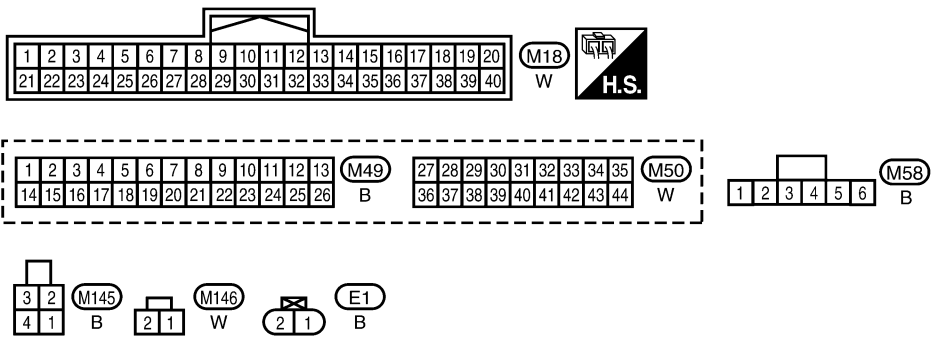 1 2 3 4 5 6 7 8 9 10 11 12 13 14 15 16 17 18 19 20 M18
21 22 23 24 25 26 27 28 29 30 31 32 33 34 35 36 37 38 39 40 W
H.S.
1 2 3 4 5 6 7 8 9 10 11 12 13 M49
14 15 16 17 18 19 20 21 22 23 24 25 26 B
27 28 29 30 31 32 33 34 35 M50
36 37 38 39 40 41 42 43 44 W
1 2 3 4 5 6 M58
B
3 2 M145
4 1 B
2 1 M146
W
2 1 E1
B